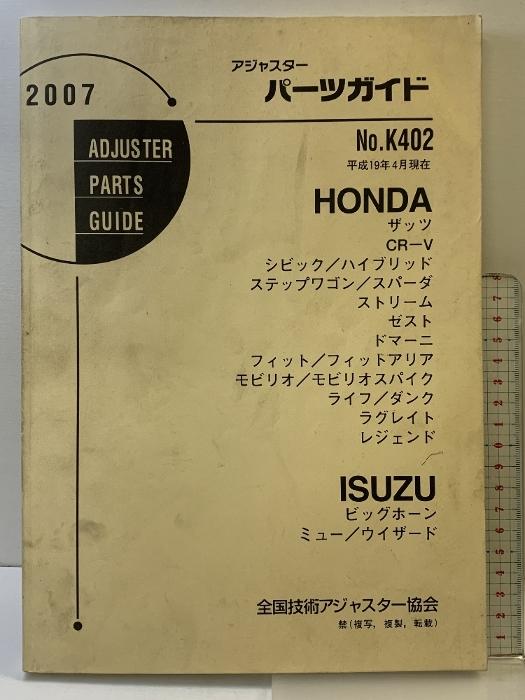 2007
ADJUSTER
PARTS
GUIDE
アジャスター
パーツガイド
No.K402
平成19年4月現在
HONDA
ザッツ
CR－V
シビック／ハイブリッド
ステップワゴン／スパーダ
ストリーム
ゼスト
ドマーニ
フィット／フィットアリア
モビリオ／モビリオスパイク
ライフ／ダンク
ラグレイト
レジェンド
ISUZU
ビッグホーン
ミュー／ウイザード
全国技術アジャスター協会
禁（複写，複製，転載）